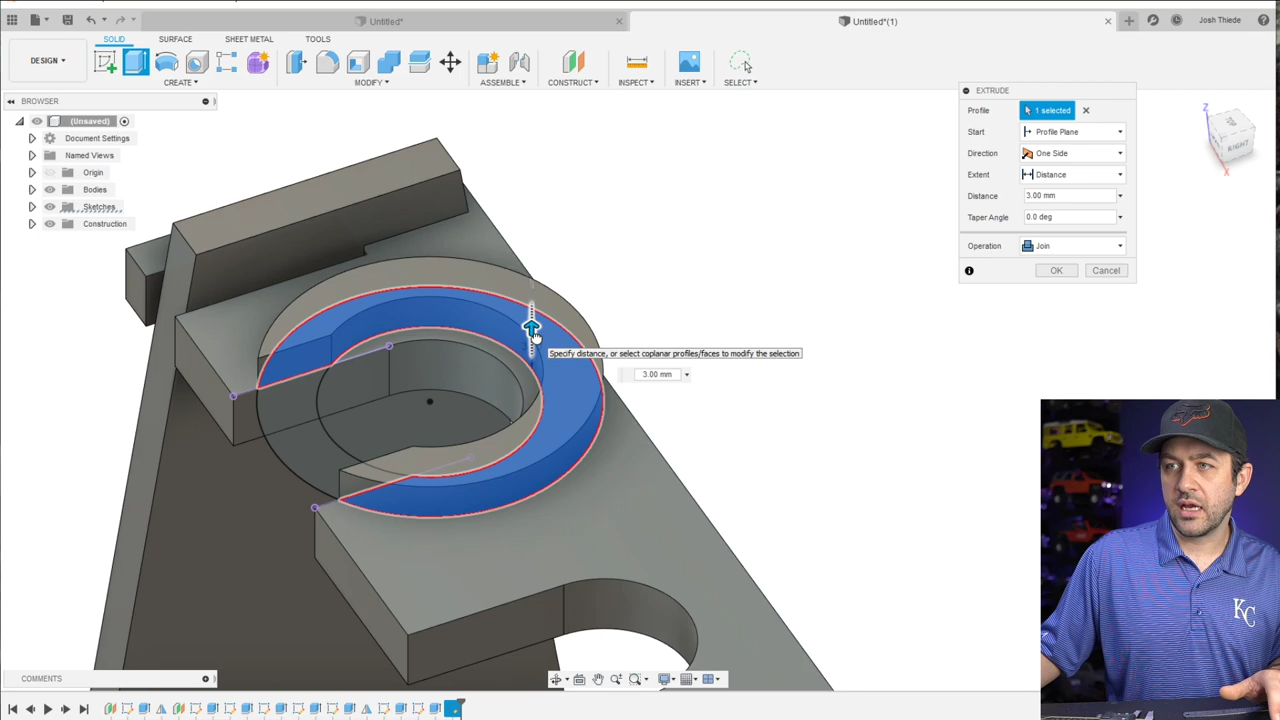 Untitled*
Untitled*(1)
Josh Thiede
DESIGN
SOLID
SURFACE
SHEET METAL
TOOLS
CREATE
MODIFY
ASSEMBLE
CONSTRUCT
INSPECT
INSERT
SELECT
BROWSER
(Unsaved)
Document Settings
Named Views
Origin
Bodies
Sketches
Construction
EXTRUDE
Profile 1 selected
Start Profile Plane
Direction One Side
Extent Distance
Distance 3.00 mm
Taper Angle 0.0 deg
Operation Join
OK Cancel
Z
RIGHT
X
Specify distance, or select coplanar profiles/faces to modify the selection
3.00 mm
FOX
KC
COMMENTS